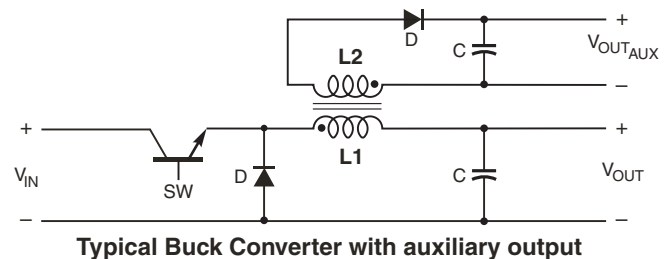 +
D
C
V_OUT_AUX
L2
−
+
+
L1
V_IN
D
C
V_OUT
SW
−
−
Typical Buck Converter with auxiliary output